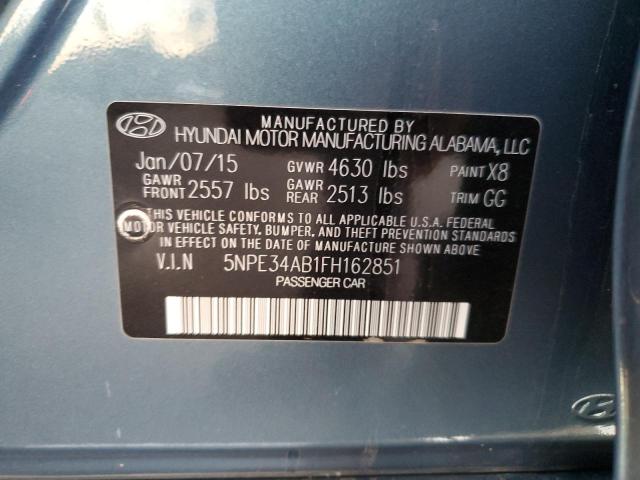 MANUFACTURED BY
HYUNDAI MOTOR MANUFACTURING ALABAMA, LLC
Jan/07/15 GVWR 4630 lbs PAINT X8
GAWR FRONT 2557 lbs GAWR REAR 2513 lbs TRIM GG
THIS VEHICLE CONFORMS TO ALL APPLICABLE U.S.A. FEDERAL
MOTOR VEHICLE SAFETY, BUMPER, AND THEFT PREVENTION STANDARDS
IN EFFECT ON THE DATE OF MANUFACTURE SHOWN ABOVE
V.I.N 5NPE34AB1FH162851
PASSENGER CAR